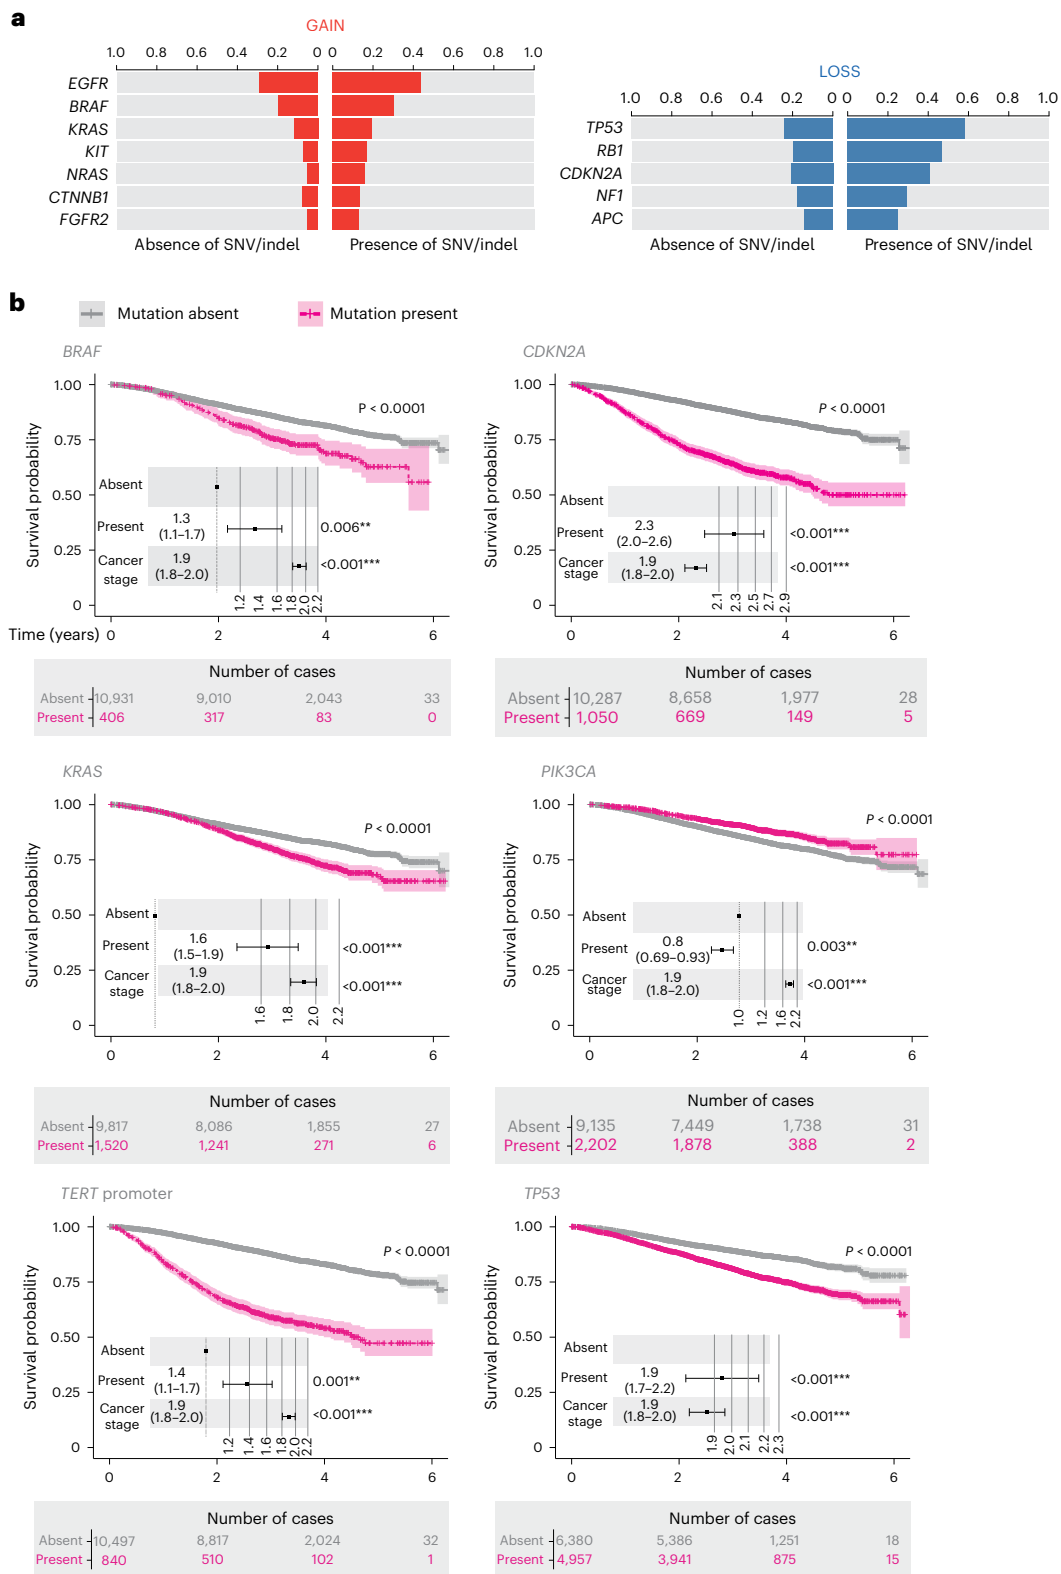 a
GAIN
1.0 0.8 0.6 0.4 0.2 0 0 0.2 0.4 0.6 0.8 1.0
EGFR
BRAF
KRAS
KIT
NRAS
CTNNB1
FGFR2
Absence of SNV/indel Presence of SNV/indel
LOSS
1.0 0.8 0.6 0.4 0.2 0 0 0.2 0.4 0.6 0.8 1.0
TP53
RB1
CDKN2A
NF1
APC
Absence of SNV/indel Presence of SNV/indel
b
Mutation absent Mutation present
BRAF
Survival probability
1.00
0.75
0.50
0.25
0
P < 0.0001
Absent
Present 1.3 (1.1–1.7) 0.006**
Cancer stage 1.9 (1.8–2.0) <0.001***
1.2 1.4 1.6 1.8 2.0 2.2
Time (years) 0 2 4 6
Number of cases
Absent 10,931 9,010 2,043 33
Present 406 317 83 0
CDKN2A
Survival probability
1.00
0.75
0.50
0.25
0
P < 0.0001
Absent
Present 2.3 (2.0–2.6) <0.001***
Cancer stage 1.9 (1.8–2.0) <0.001***
2.1 2.3 2.5 2.7 2.9
0 2 4 6
Number of cases
Absent 10,287 8,658 1,977 28
Present 1,050 669 149 5
KRAS
Survival probability
1.00
0.75
0.50
0.25
0
P < 0.0001
Absent
Present 1.6 (1.5–1.9) <0.001***
Cancer stage 1.9 (1.8–2.0) <0.001***
1.6 1.8 2.0 2.2
0 2 4 6
Number of cases
Absent 9,817 8,086 1,855 27
Present 1,520 1,241 271 6
PIK3CA
Survival probability
1.00
0.75
0.50
0.25
0
P < 0.0001
Absent
Present 0.8 (0.69–0.93) 0.003**
Cancer stage 1.9 (1.8–2.0) <0.001***
1.0 1.2 1.6 2.2
0 2 4 6
Number of cases
Absent 9,135 7,449 1,738 31
Present 2,202 1,878 388 2
TERT promoter
Survival probability
1.00
0.75
0.50
0.25
0
P < 0.0001
Absent
Present 1.4 (1.1–1.7) 0.001**
Cancer stage 1.9 (1.8–2.0) <0.001***
1.2 1.4 1.6 1.8 2.0 2.2
0 2 4 6
Number of cases
Absent 10,497 8,817 2,024 32
Present 840 510 102 1
TP53
Survival probability
1.00
0.75
0.50
0.25
0
P < 0.0001
Absent
Present 1.9 (1.7–2.2) <0.001***
Cancer stage 1.9 (1.8–2.0) <0.001***
1.9 2.0 2.1 2.2 2.3
0 2 4 6
Number of cases
Absent 6,380 5,386 1,251 18
Present 4,957 3,941 875 15